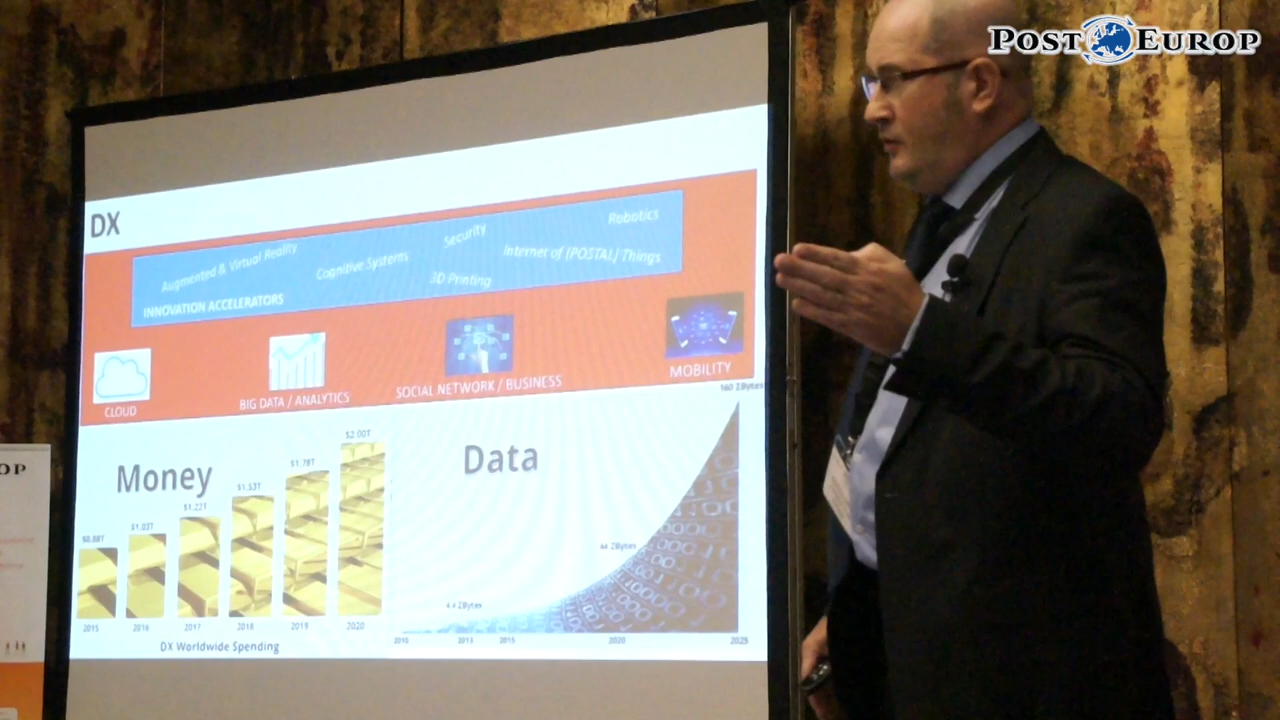 POST EUROP
DX
Augmented & Virtual Reality
Cognitive Systems
Security
3D Printing
Robotics
Internet of (POSTAL) Things
INNOVATION ACCELERATORS
CLOUD
BIG DATA / ANALYTICS
SOCIAL NETWORK / BUSINESS
MOBILITY
Money
$0.88T
$1.03T
$1.22T
$1.53T
$1.78T
$2.00T
2015
2016
2017
2018
2019
2020
DX Worldwide Spending
Data
4.4 ZBytes
44 ZBytes
160 ZBytes
2010
2013
2015
2020
2025
OP